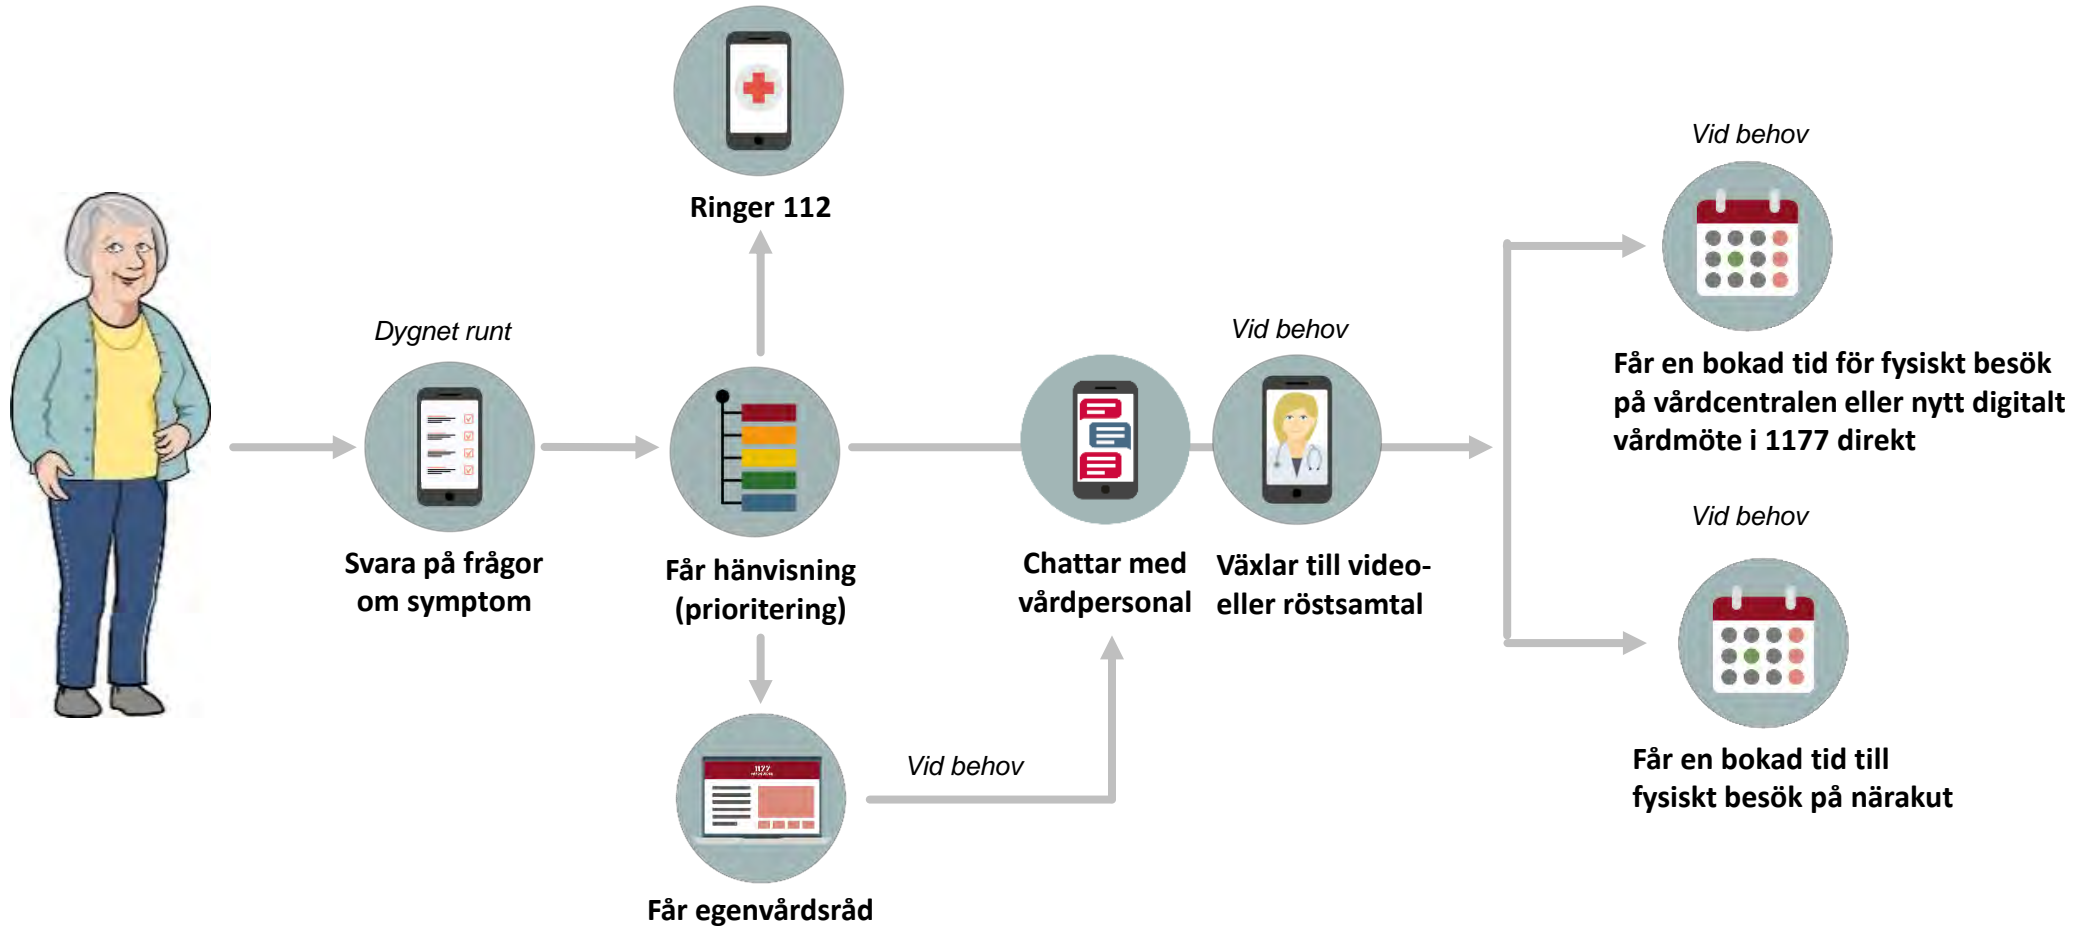 Ringer 112
Dygnet runt
Svara på frågor
om symptom
Får hänvisning
(prioritering)
1177
Får egenvårdsråd
Vid behov
Chattar med
vårdpersonal
Vid behov
Växlar till video-
eller röstsamtal
Vid behov
Får en bokad tid för fysiskt besök
på vårdcentralen eller nytt digitalt
vårdmöte i 1177 direkt
Vid behov
Får en bokad tid till
fysiskt besök på närakut